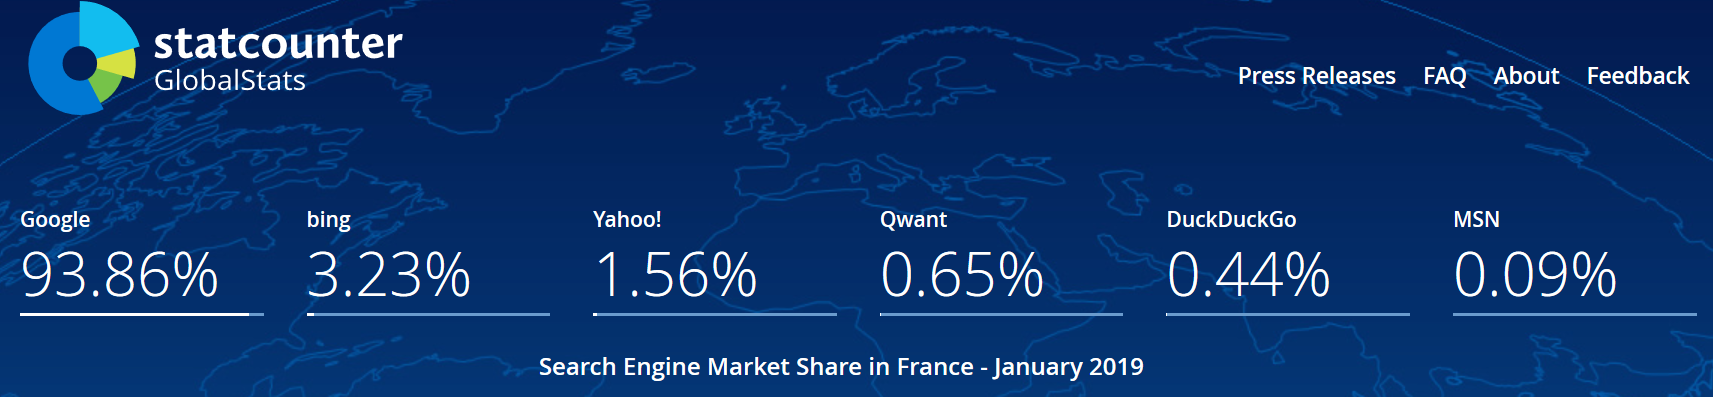 statcounter
GlobalStats
Press Releases FAQ About Feedback
Google bing Yahoo! Qwant DuckDuckGo MSN
93.86% 3.23% 1.56% 0.65% 0.44% 0.09%
Search Engine Market Share in France - January 2019